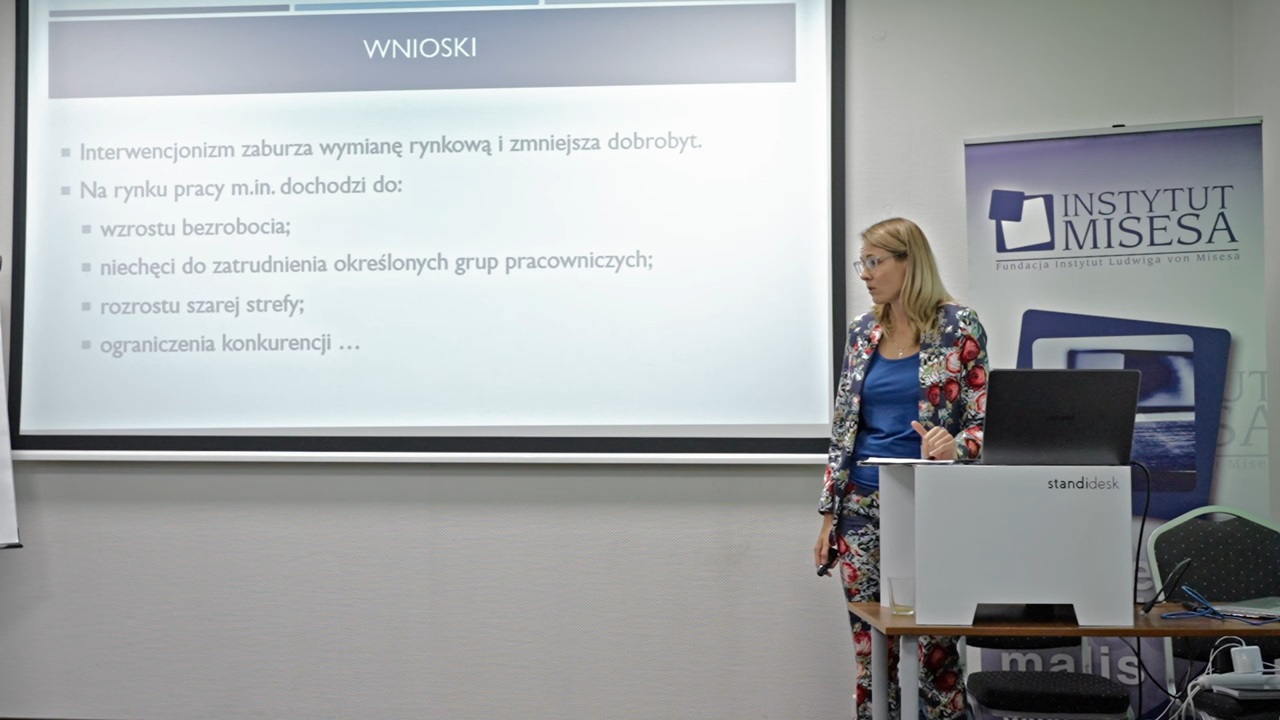 WNIOSKI
Interwencjonizm zaburza wymianę rynkową i zmniejsza dobrobyt.
Na rynku pracy m.in. dochodzi do:
wzrostu bezrobocia;
niechęci do zatrudnienia określonych grup pracowniczych;
rozrostu szarej strefy;
ograniczenia konkurencji …
INSTYTUT
MISESA
Fundacja Instytut Ludwiga von Misesa
standidesk
malis